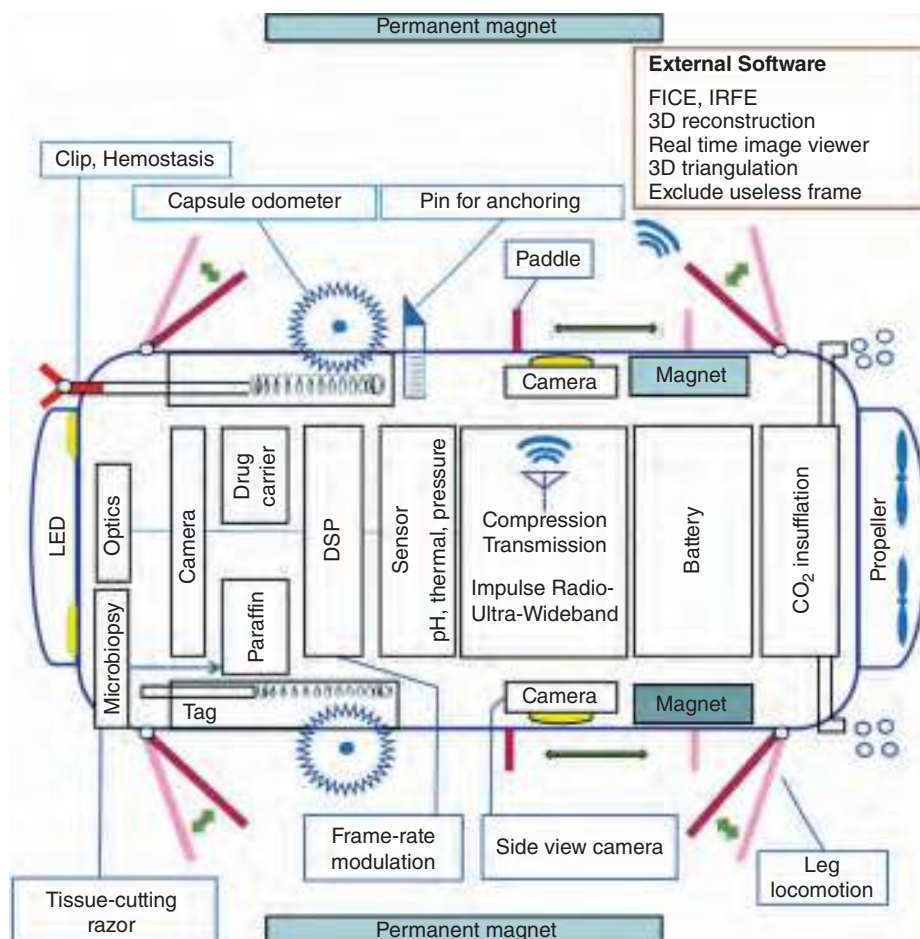 Permanent magnet
External Software
FICE, IRFE
3D reconstruction
Real time image viewer
3D triangulation
Exclude useless frame
Clip, Hemostasis
Capsule odometer
Pin for anchoring
Paddle
Camera
Magnet
LED
Optics
Microbiopsy
Camera
Drug
carrier
Paraffin
DSP
Sensor
pH, thermal, pressure
Compression
Transmission
Impulse Radio-
Ultra-Wideband
Battery
CO₂ insufflation
Propeller
Tag
Camera
Magnet
Frame-rate
modulation
Side view camera
Leg
locomotion
Tissue-cutting
razor
Permanent magnet